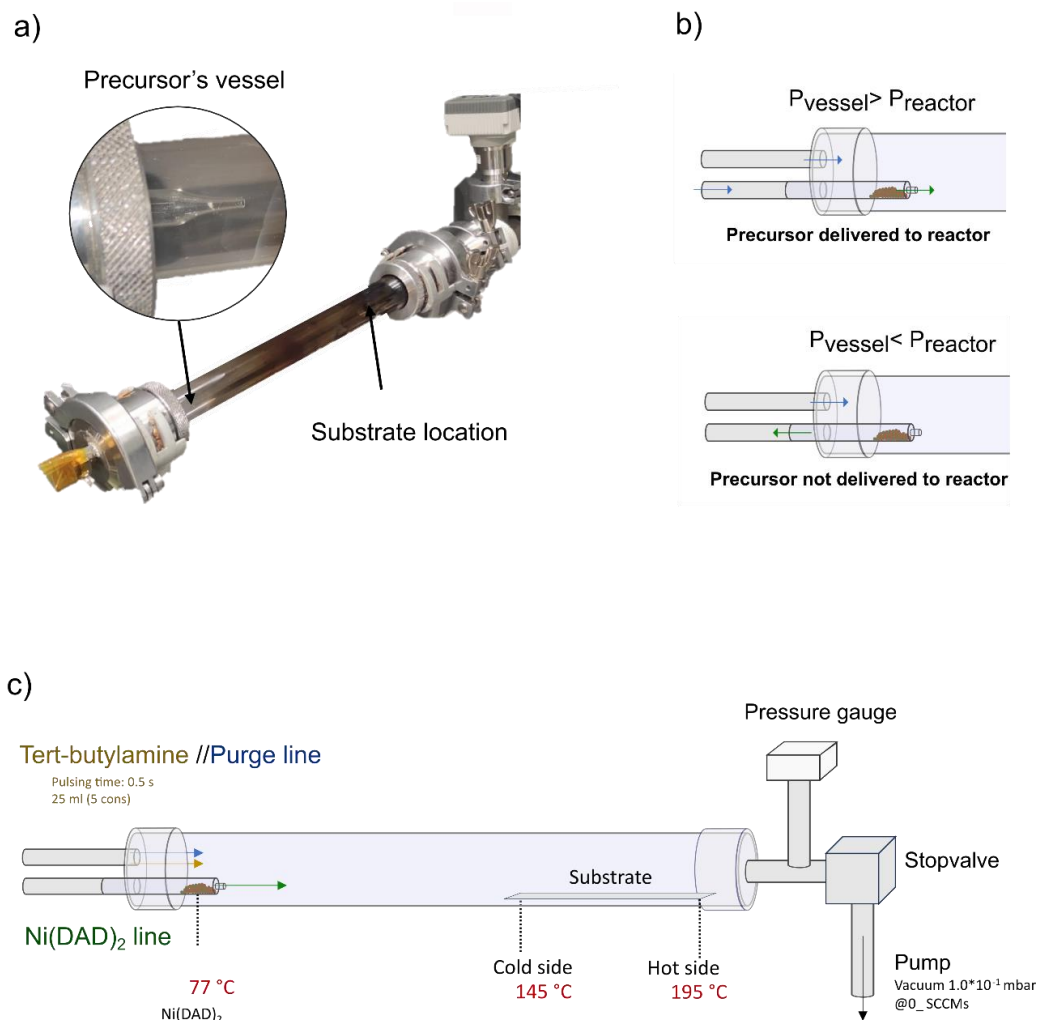 a)
Precursor's vessel
Substrate location
b)
Pvessel> Preactor
Precursor delivered to reactor
Pvessel< Preactor
Precursor not delivered to reactor
c)
Pressure gauge
Tert-butylamine //Purge line
Pulsing time: 0.5 s
25 ml (5 cons)
Stopvalve
Substrate
Ni(DAD)₂ line
Cold side
Hot side
77 °C
145 °C
195 °C
Ni(DAD)₂
Pump
Vacuum 1.0*10⁻¹ mbar
@0_ SCCMs